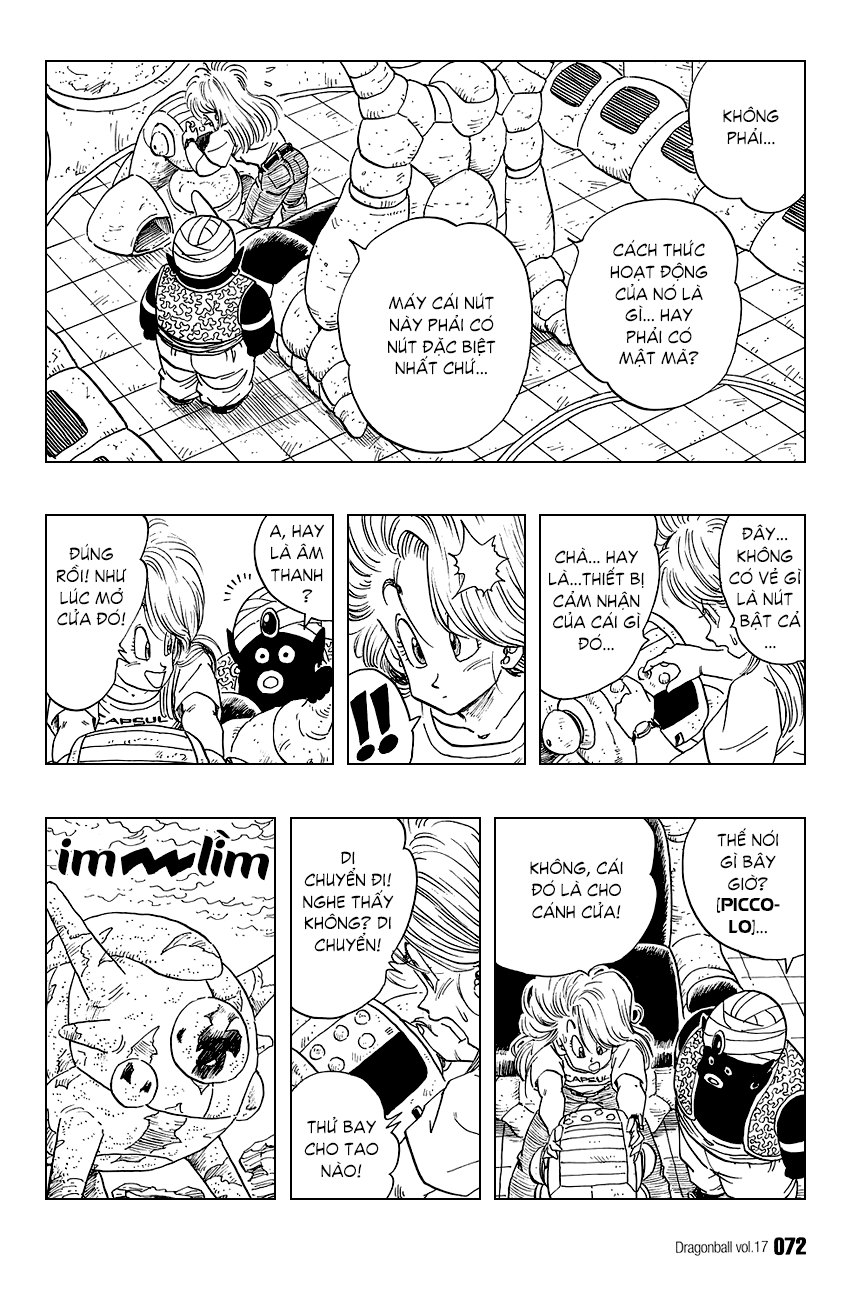 KHÔNG
PHẢI...
CÁCH THỨC
HOẠT ĐỘNG
CỦA NÓ LÀ
GÌ... HAY
PHẢI CÓ
MẬT MÃ?
MẤY CÁI NÚT
NÀY PHẢI CÓ
NÚT ĐẶC BIỆT
NHẤT CHỨ...
ĐÂY...
KHÔNG
CÓ VẺ GÌ
LÀ NÚT
BẬT CẢ
...
CHÀ... HAY
LÀ...THIẾT BỊ
CẢM NHẬN
CỦA CÁI GÌ
ĐÓ...
!!
A, HAY
LÀ ÂM
THANH
?
ĐÚNG
RỒI! NHƯ
LÚC MỞ
CỬA ĐÓ!
CAPSUL
THẾ NÓI
GÌ BÂY
GIỜ?
[PICCO-
LO]...
KHÔNG, CÁI
ĐÓ LÀ CHO
CÁNH CỬA!
CAPSUL
DI
CHUYỂN ĐI!
NGHE THẤY
KHÔNG? DI
CHUYỂN!
THỬ BAY
CHO TAO
NÀO!
im lìm
Dragonball vol.17 072